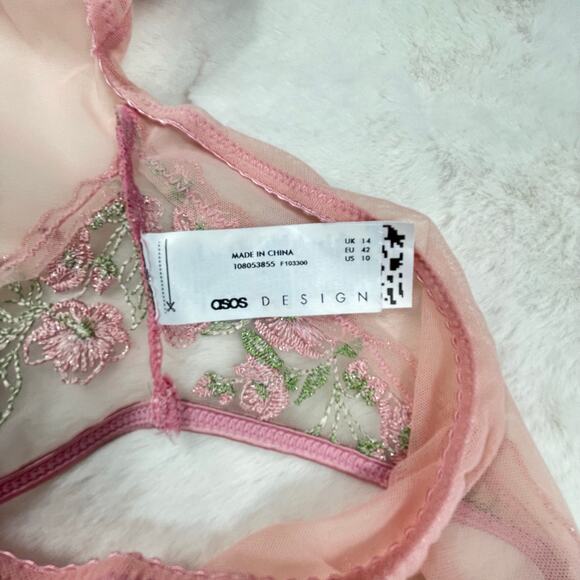 MADE IN CHINA
108053855 F103300
UK 14
EU 42
US 10
asos DESIGN